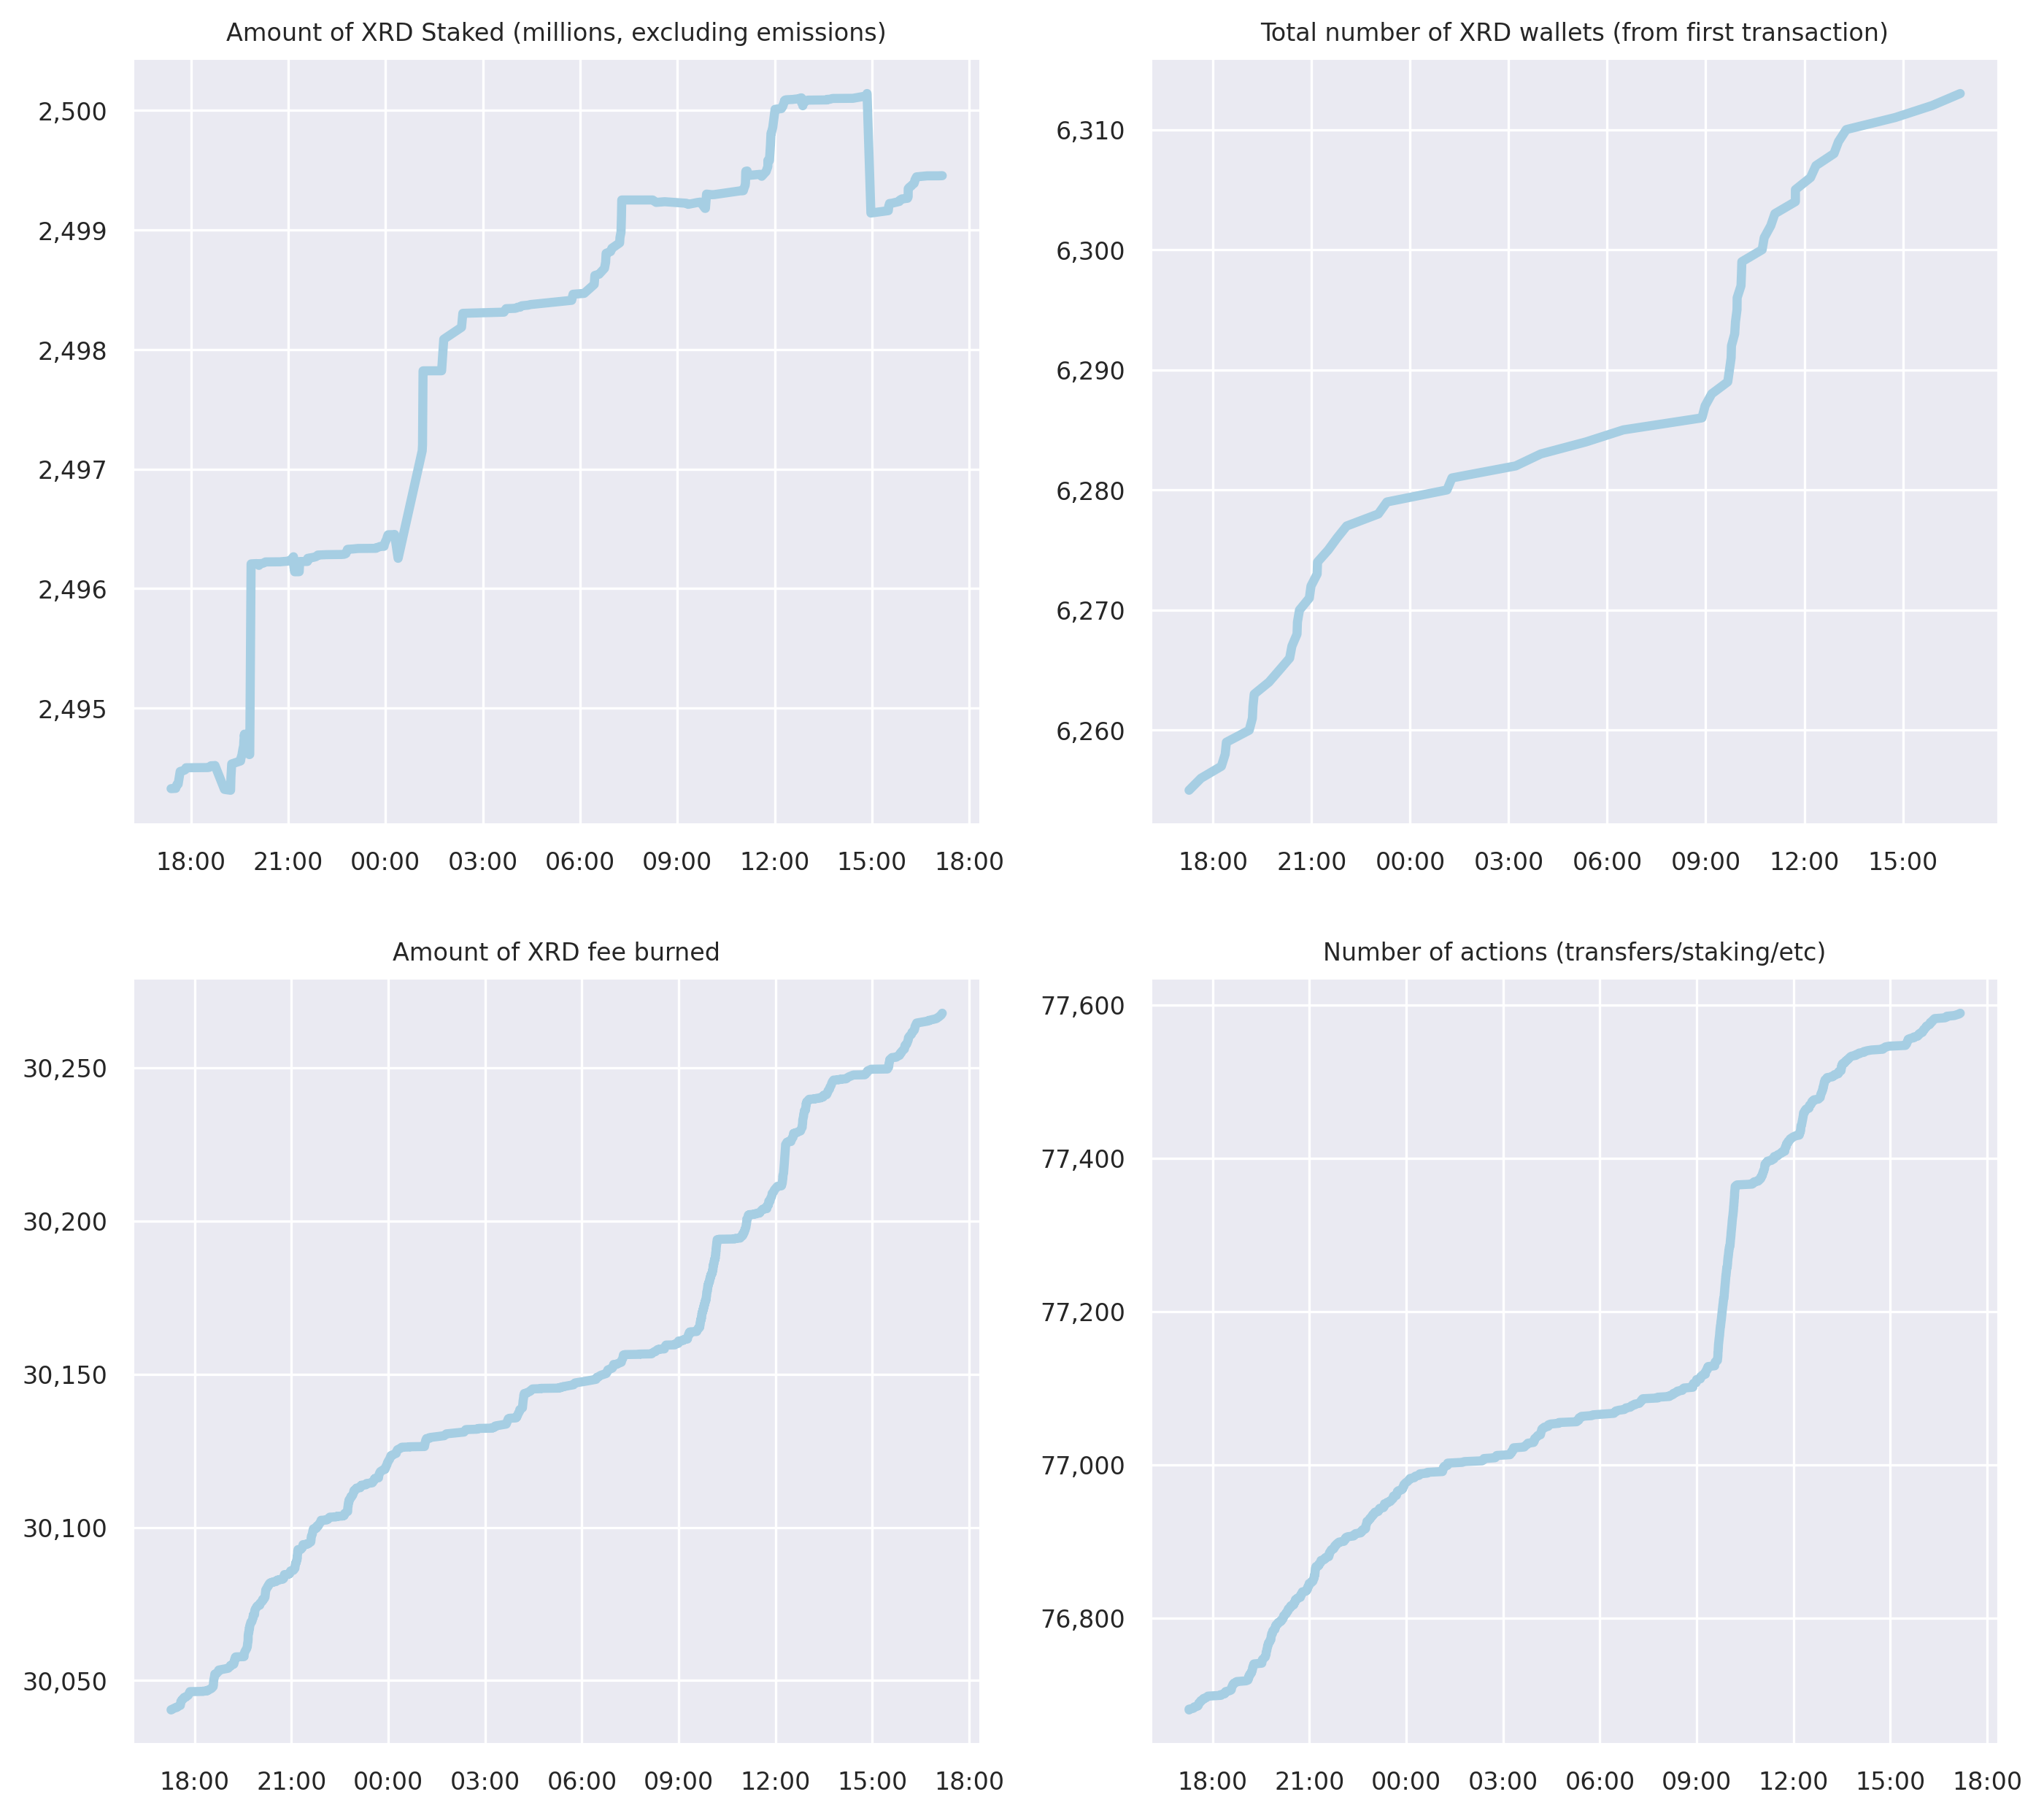 Amount of XRD Staked (millions, excluding emissions)
2,500
2,499
2,498
2,497
2,496
2,495
18:00 21:00 00:00 03:00 06:00 09:00 12:00 15:00 18:00
Total number of XRD wallets (from first transaction)
6,310
6,300
6,290
6,280
6,270
6,260
18:00 21:00 00:00 03:00 06:00 09:00 12:00 15:00
Amount of XRD fee burned
30,250
30,200
30,150
30,100
30,050
18:00 21:00 00:00 03:00 06:00 09:00 12:00 15:00 18:00
Number of actions (transfers/staking/etc)
77,600
77,400
77,200
77,000
76,800
18:00 21:00 00:00 03:00 06:00 09:00 12:00 15:00 18:00